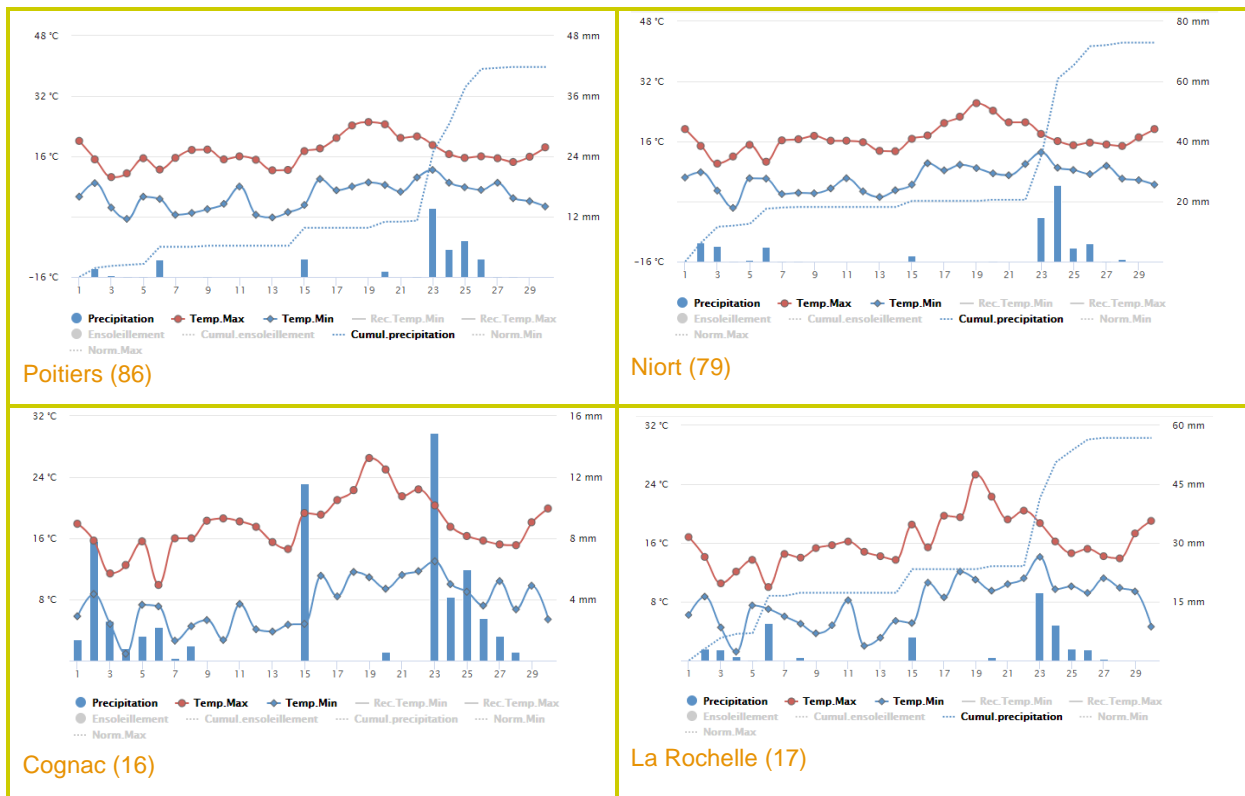 48 °C 48 mm
32 °C 36 mm
16 °C 24 mm
12 mm
-16 °C
1 3 5 7 9 11 13 15 17 19 21 23 25 27 29
Precipitation Temp.Max Temp.Min Rec.Temp.Min Rec.Temp.Max
Ensoleillement Cumul.ensoleillement Cumul.precipitation Norm.Min
Norm.Max
Poitiers (86)
48 °C 80 mm
32 °C 60 mm
16 °C 40 mm
20 mm
-16 °C
1 3 5 7 9 11 13 15 17 19 21 23 25 27 29
Precipitation Temp.Max Temp.Min Rec.Temp.Min Rec.Temp.Max
Ensoleillement Cumul.ensoleillement Cumul.precipitation Norm.Min
Norm.Max
Niort (79)
32 °C 16 mm
24 °C 12 mm
16 °C 8 mm
8 °C 4 mm
1 3 5 7 9 11 13 15 17 19 21 23 25 27 29
Precipitation Temp.Max Temp.Min Rec.Temp.Min Rec.Temp.Max
Ensoleillement Cumul.ensoleillement Cumul.precipitation Norm.Min
Norm.Max
Cognac (16)
32 °C 60 mm
24 °C 45 mm
16 °C 30 mm
8 °C 15 mm
1 3 5 7 9 11 13 15 17 19 21 23 25 27 29
Precipitation Temp.Max Temp.Min Rec.Temp.Min Rec.Temp.Max
Ensoleillement Cumul.ensoleillement Cumul.precipitation Norm.Min
Norm.Max
La Rochelle (17)